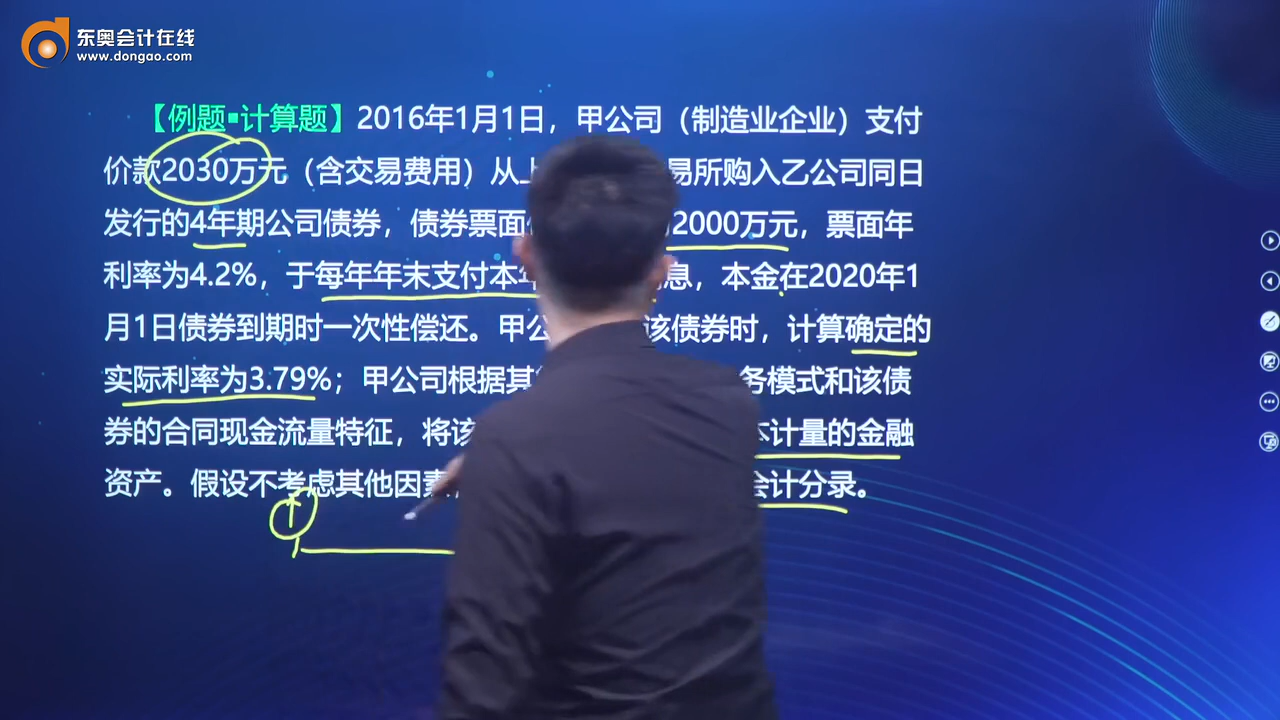 东奥会计在线
www.dongao.com
【例题▪计算题】2016年1月1日，甲公司（制造业企业）支付
价款2030万元（含交易费用）从上 易所购入乙公司同日
发行的4年期公司债券，债券票面 2000万元，票面年
利率为4.2%，于每年年末支付本年 息，本金在2020年1
月1日债券到期时一次性偿还。甲公 该债券时，计算确定的
实际利率为3.79%；甲公司根据其 务模式和该债
券的合同现金流量特征，将该 本计量的金融
资产。假设不考虑其他因素 会计分录。